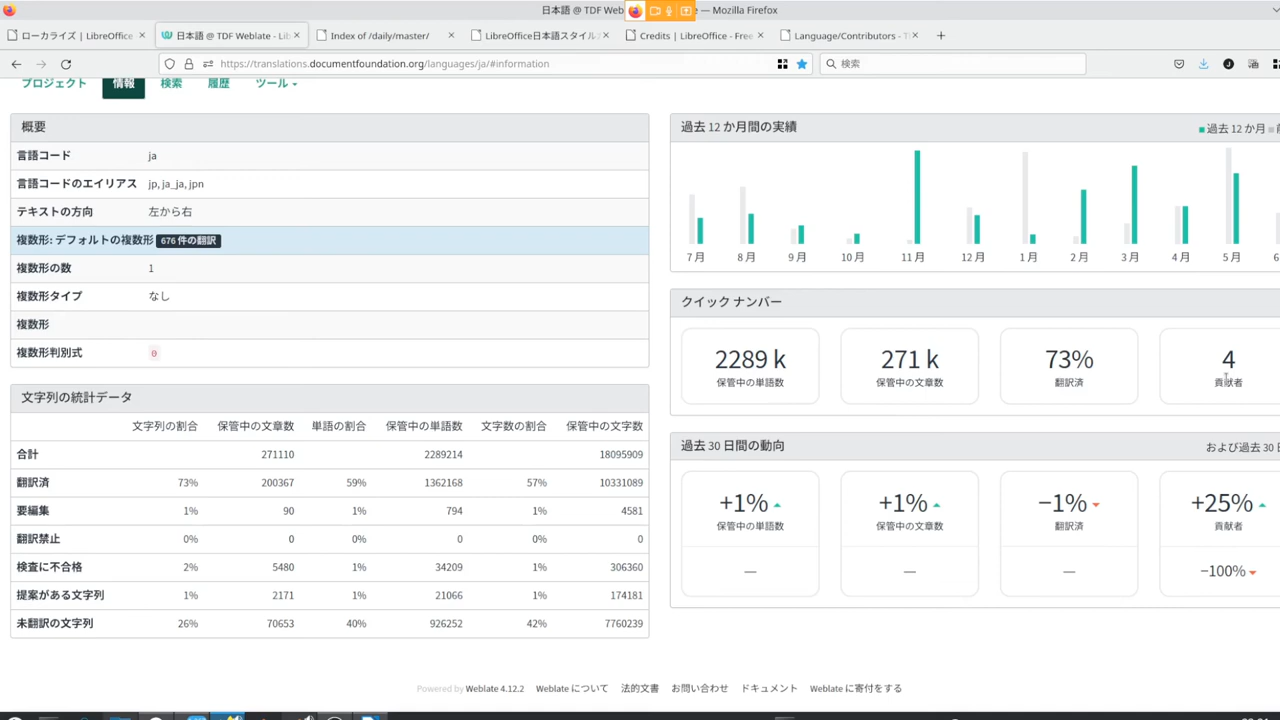 日本語 @ TDF Web
e — Mozilla Firefox
ローカライズ | LibreOffice
日本語 @ TDF Weblate - Lib
Index of /daily/master/
LibreOffice日本語スタイル
Credits | LibreOffice - Free
Language/Contributors - T
https://translations.documentfoundation.org/languages/ja/#information
検索
プロジェクト 情報 検索 履歴 ツール
概要
言語コード ja
言語コードのエイリアス jp, ja_ja, jpn
テキストの方向 左から右
複数形: デフォルトの複数形 676 件の翻訳
複数形の数 1
複数形タイプ なし
複数形
複数形判別式 0
文字列の統計データ
文字列の割合 保管中の文章数 単語の割合 保管中の単語数 文字数の割合 保管中の文字数
合計 271110 2289214 18095909
翻訳済 73% 200367 59% 1362168 57% 10331089
要編集 1% 90 1% 794 1% 4581
翻訳禁止 0% 0 0% 0 0% 0
検査に不合格 2% 5480 1% 34209 1% 306360
提案がある文字列 1% 2171 1% 21066 1% 174181
未翻訳の文字列 26% 70653 40% 926252 42% 7760239
過去 12 か月間の実績
過去 12 か月
7 月 8 月 9 月 10 月 11 月 12 月 1 月 2 月 3 月 4 月 5 月 6
クイック ナンバー
2289 k 271 k 73% 4
保管中の単語数 保管中の文章数 翻訳済 貢献者
過去 30 日間の動向
および過去 30
+1% +1% −1% +25%
保管中の単語数 保管中の文章数 翻訳済 貢献者
— — — −100%
Powered by Weblate 4.12.2 Weblate について 法的文書 お問い合わせ ドキュメント Weblate に寄付をする